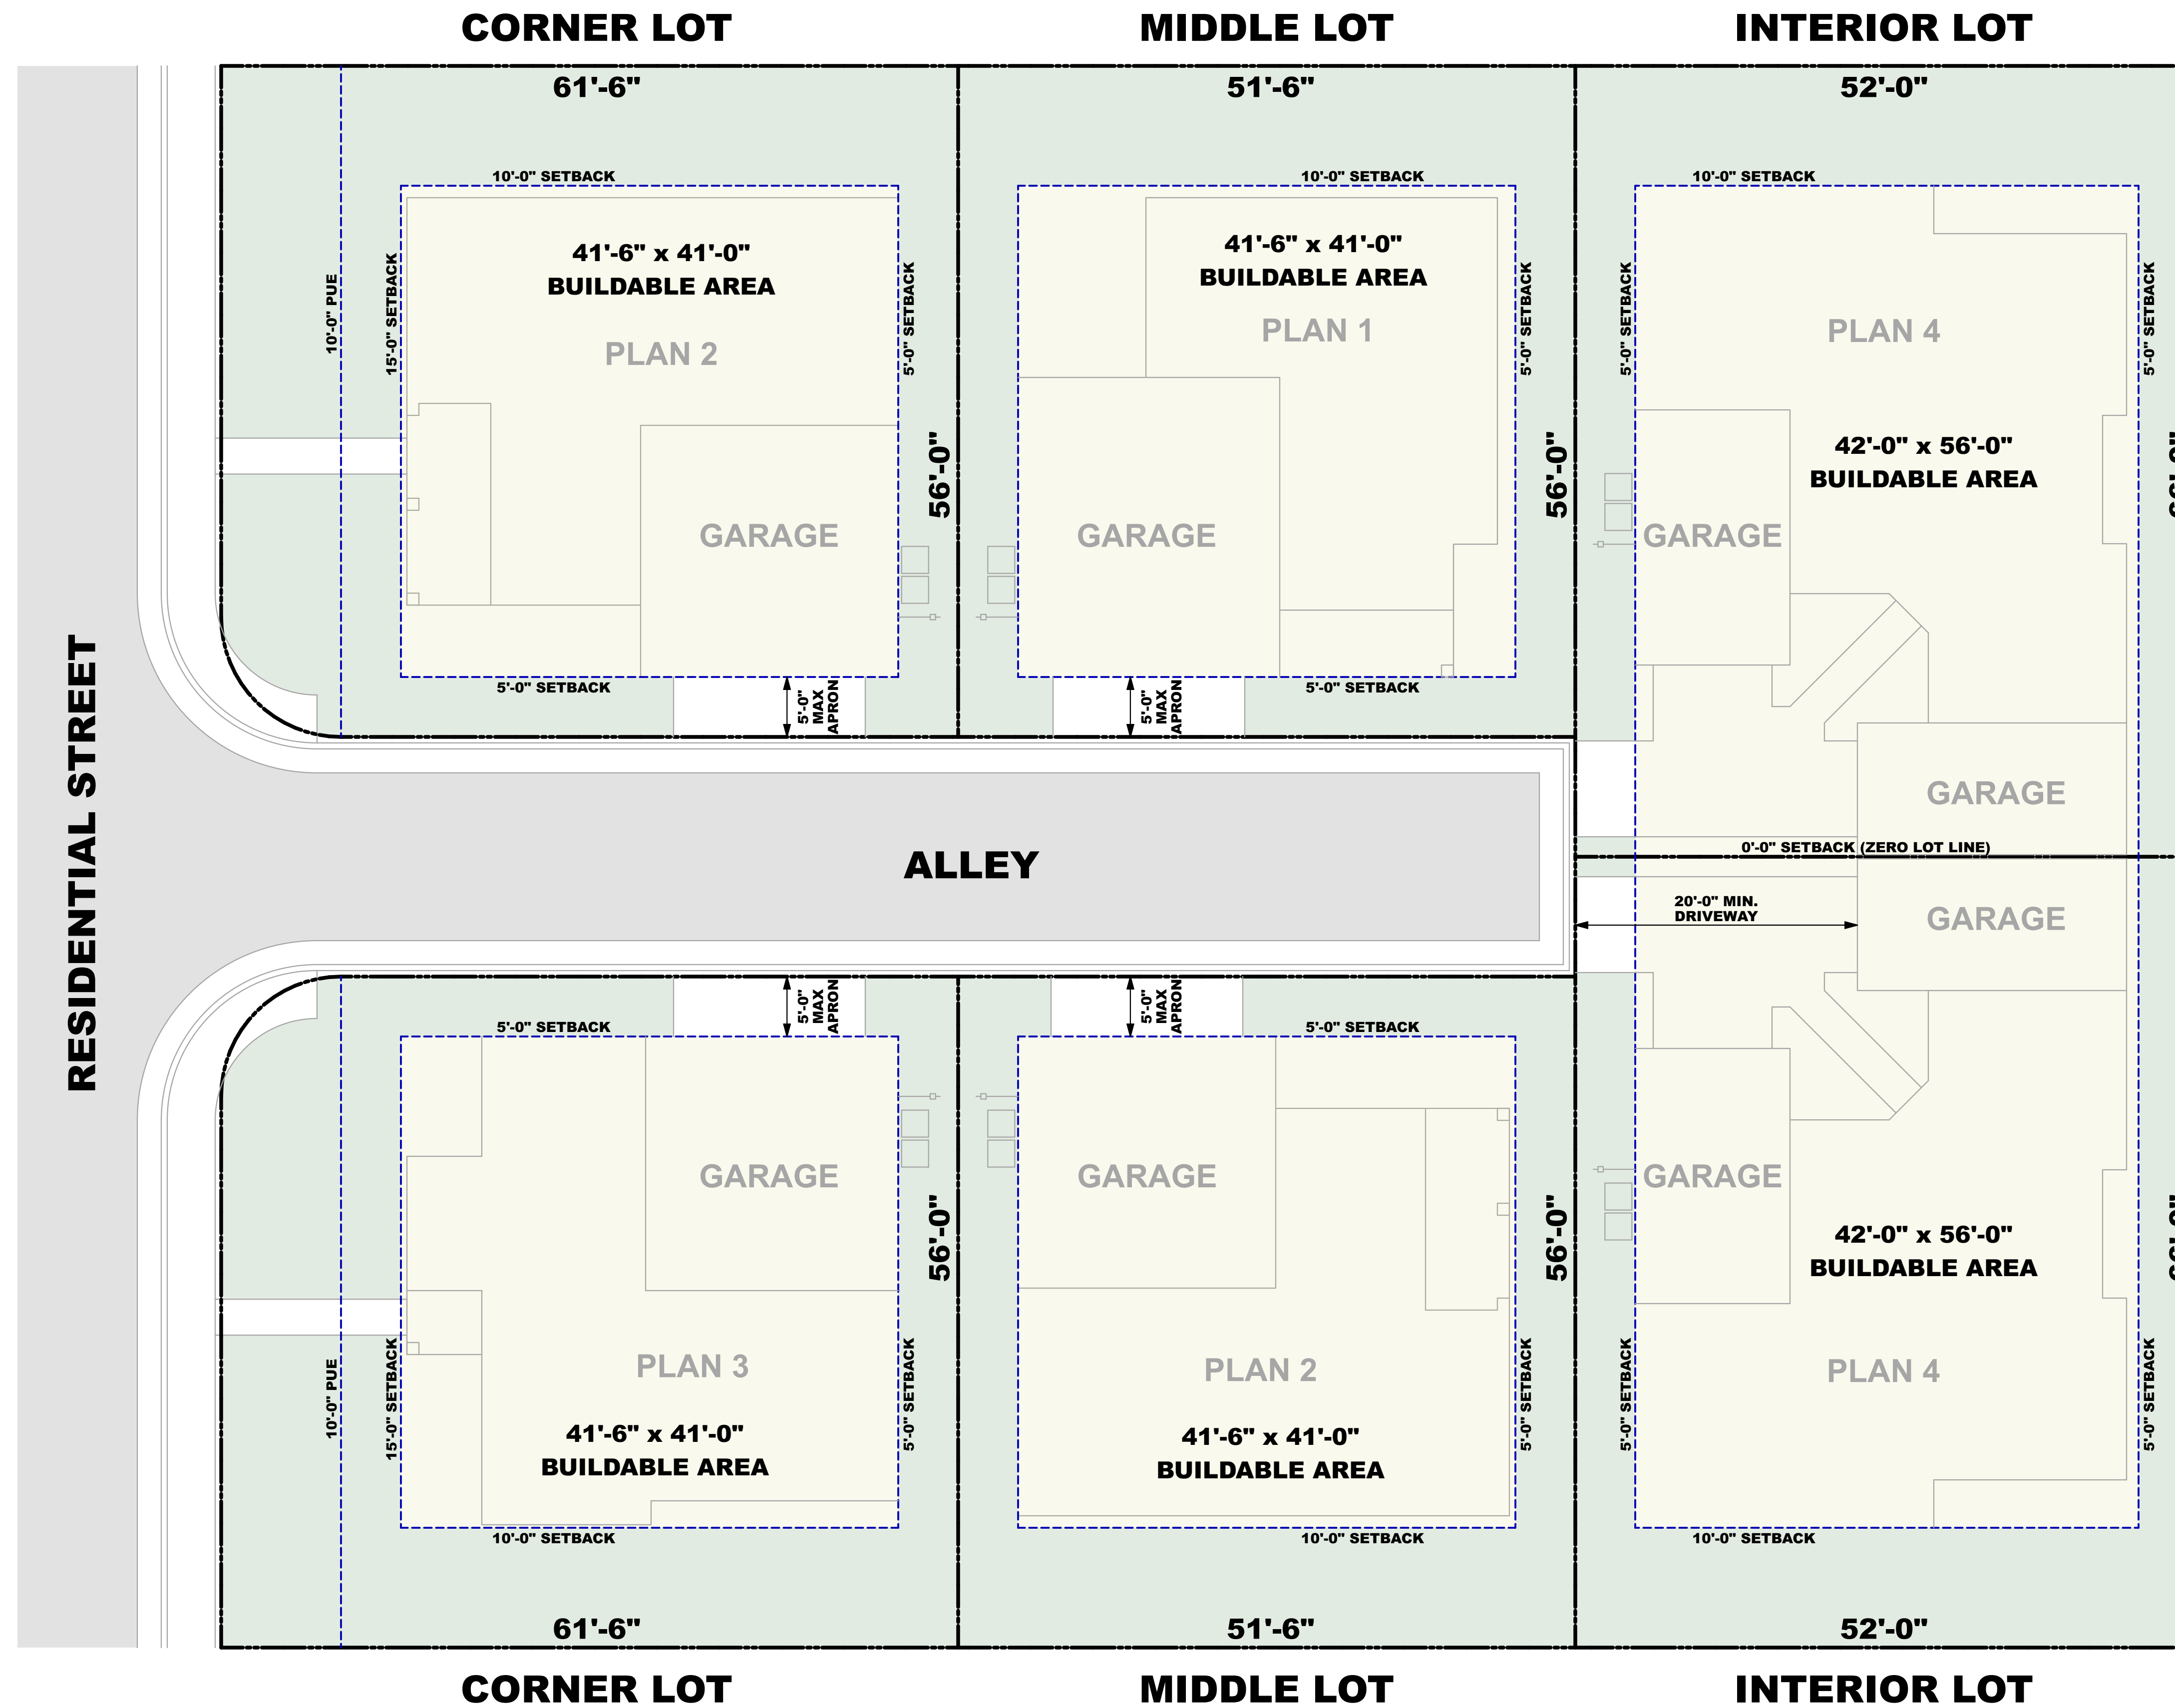 CORNER LOT
MIDDLE LOT
INTERIOR LOT
61'-6"
51'-6"
52'-0"
10'-0" SETBACK
10'-0" SETBACK
10'-0" SETBACK
41'-6" x 41'-0"
BUILDABLE AREA
41'-6" x 41'-0"
BUILDABLE AREA
10'-0" PUE
15'-0" SETBACK
5'-0" SETBACK
5'-0" SETBACK
5'-0" SETBACK
5'-0" SETBACK
PLAN 2
PLAN 1
PLAN 4
56'-0"
56'-0"
42'-0" x 56'-0"
BUILDABLE AREA
GARAGE
GARAGE
GARAGE
5'-0" SETBACK
5'-0"
MAX
APRON
5'-0"
MAX
APRON
5'-0" SETBACK
RESIDENTIAL STREET
ALLEY
GARAGE
0'-0" SETBACK (ZERO LOT LINE)
20'-0" MIN.
DRIVEWAY
GARAGE
5'-0" SETBACK
5'-0"
MAX
APRON
5'-0"
MAX
APRON
5'-0" SETBACK
GARAGE
GARAGE
GARAGE
56'-0"
56'-0"
42'-0" x 56'-0"
BUILDABLE AREA
PLAN 3
PLAN 2
PLAN 4
10'-0" PUE
15'-0" SETBACK
5'-0" SETBACK
5'-0" SETBACK
5'-0" SETBACK
5'-0" SETBACK
41'-6" x 41'-0"
BUILDABLE AREA
41'-6" x 41'-0"
BUILDABLE AREA
10'-0" SETBACK
10'-0" SETBACK
10'-0" SETBACK
61'-6"
51'-6"
52'-0"
CORNER LOT
MIDDLE LOT
INTERIOR LOT